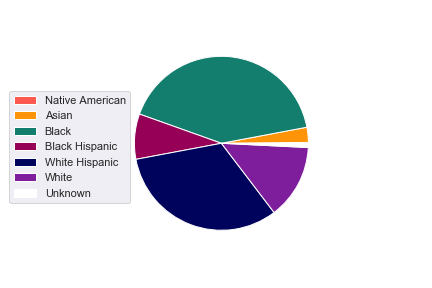 Native American
Asian
Black
Black Hispanic
White Hispanic
White
Unknown